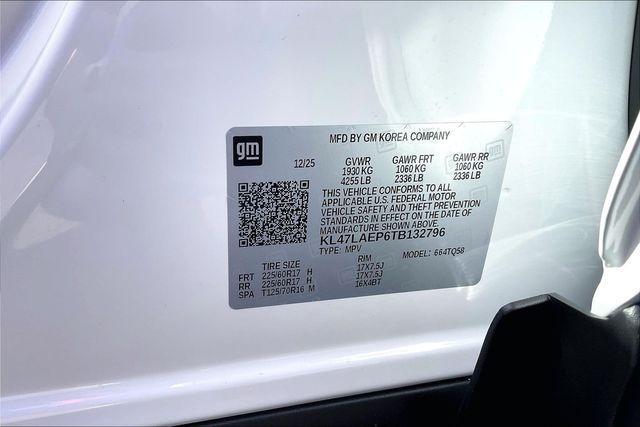 gm
MFD BY GM KOREA COMPANY
12/25 GVWR GAWR FRT GAWR RR
1930 KG 1060 KG 1060 KG
4255 LB 2336 LB 2336 LB
THIS VEHICLE CONFORMS TO ALL
APPLICABLE U.S. FEDERAL MOTOR
VEHICLE SAFETY AND THEFT PREVENTION
STANDARDS IN EFFECT ON THE DATE OF
MANUFACTURE SHOWN ABOVE.
KL47LAEP6TB132796
TYPE: MPV MODEL: 664TQ58
TIRE SIZE RIM
FRT 225/60R17 H 17X7.5J
RR 225/60R17 H 17X7.5J
SPA T125/70R16 M 16X4BT